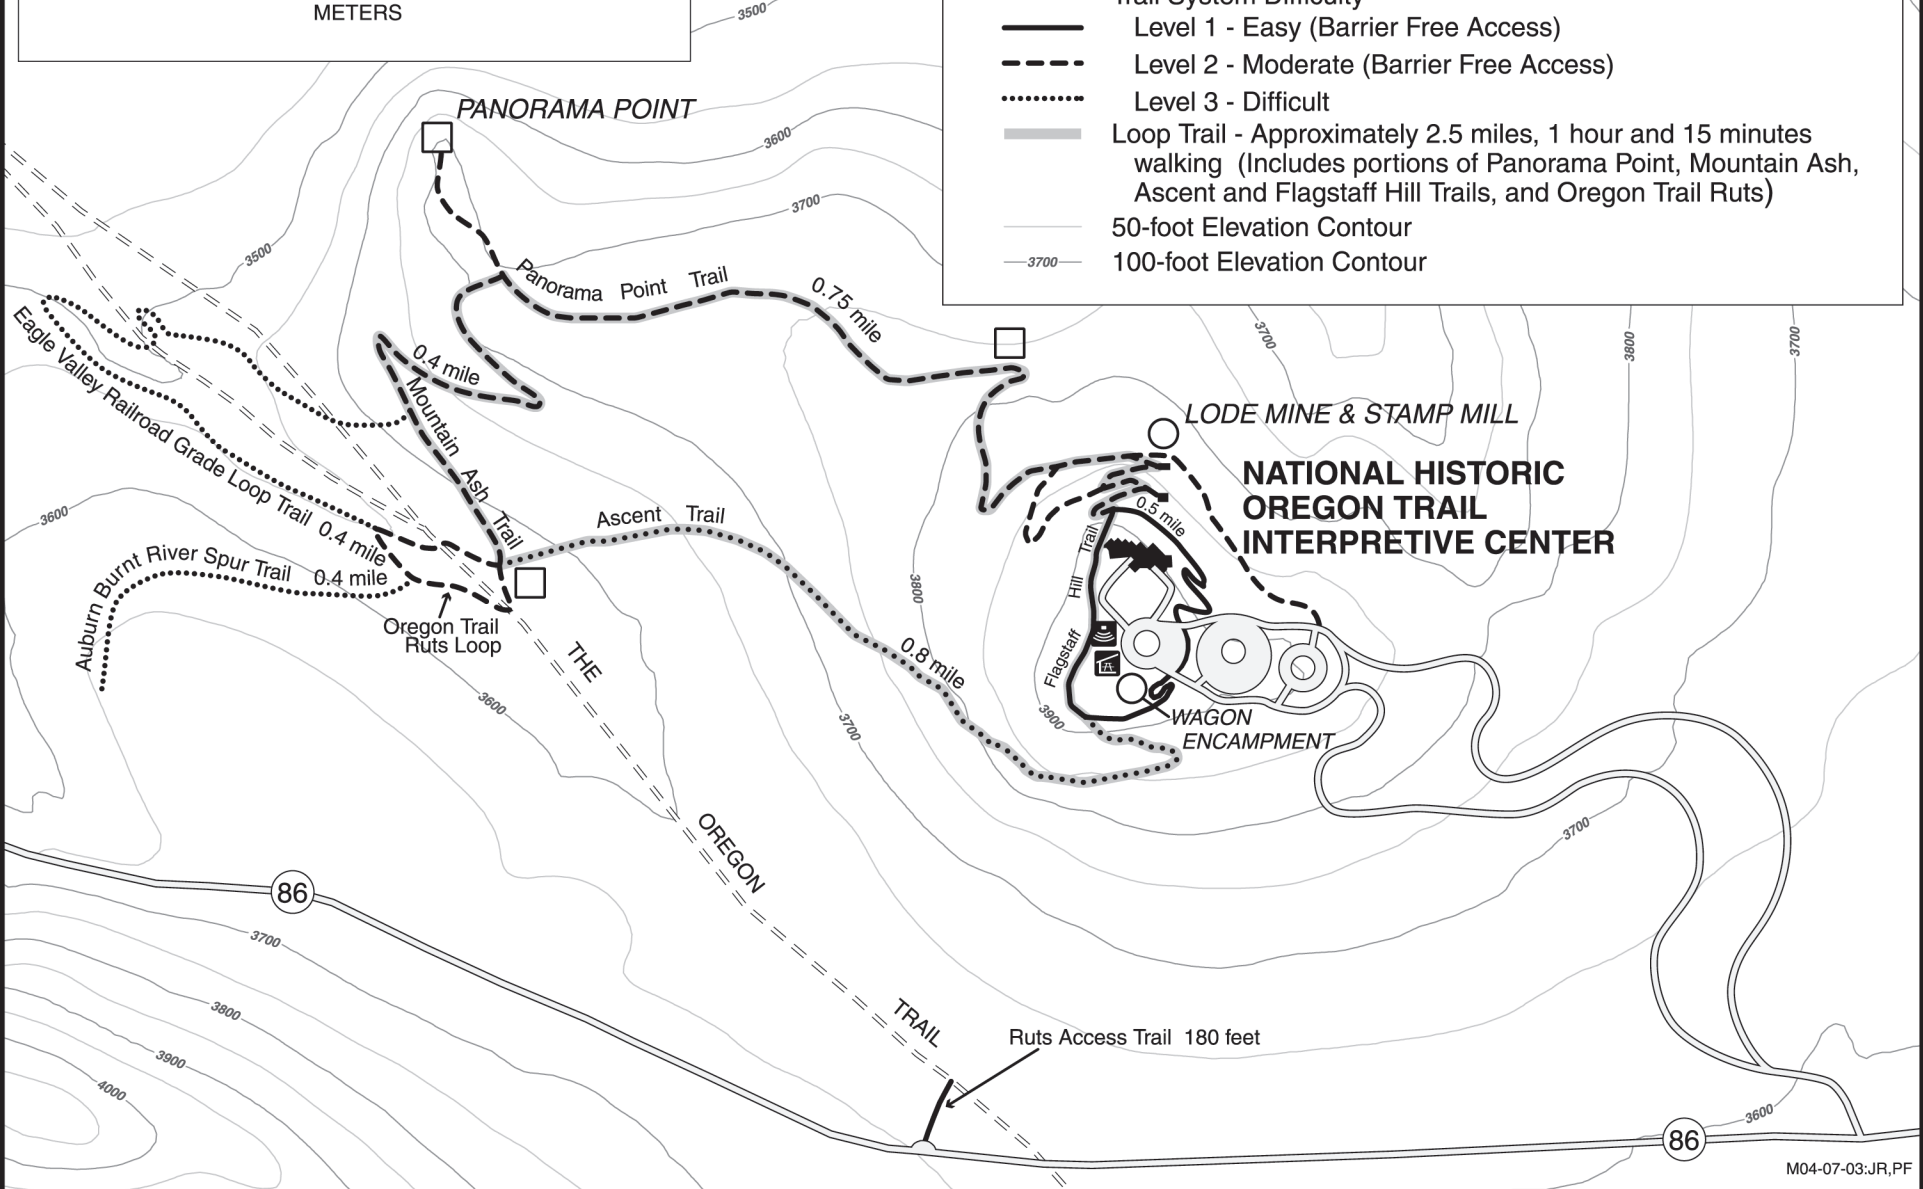 METERS
Trail System Difficulty
Level 1 - Easy (Barrier Free Access)
Level 2 - Moderate (Barrier Free Access)
Level 3 - Difficult
Loop Trail - Approximately 2.5 miles, 1 hour and 15 minutes
walking (Includes portions of Panorama Point, Mountain Ash,
Ascent and Flagstaff Hill Trails, and Oregon Trail Ruts)
50-foot Elevation Contour
3700
100-foot Elevation Contour
3500
PANORAMA POINT
3600
3700
3500
Panorama Point Trail
0.75 mile
3700
3800
3700
0.4 mile
Mountain Ash Trail
Eagle Valley Railroad Grade Loop Trail 0.4 mile
LODE MINE & STAMP MILL
NATIONAL HISTORIC
OREGON TRAIL
INTERPRETIVE CENTER
0.5 mile
3600
Ascent Trail
Auburn Burnt River Spur Trail 0.4 mile
3800
Flagstaff Hill Trail
Oregon Trail
Ruts Loop
THE
0.8 mile
3600
3700
3900
WAGON
ENCAMPMENT
OREGON
3700
86
3700
3800
TRAIL
Ruts Access Trail 180 feet
3900
4000
3600
86
M04-07-03:JR,PF